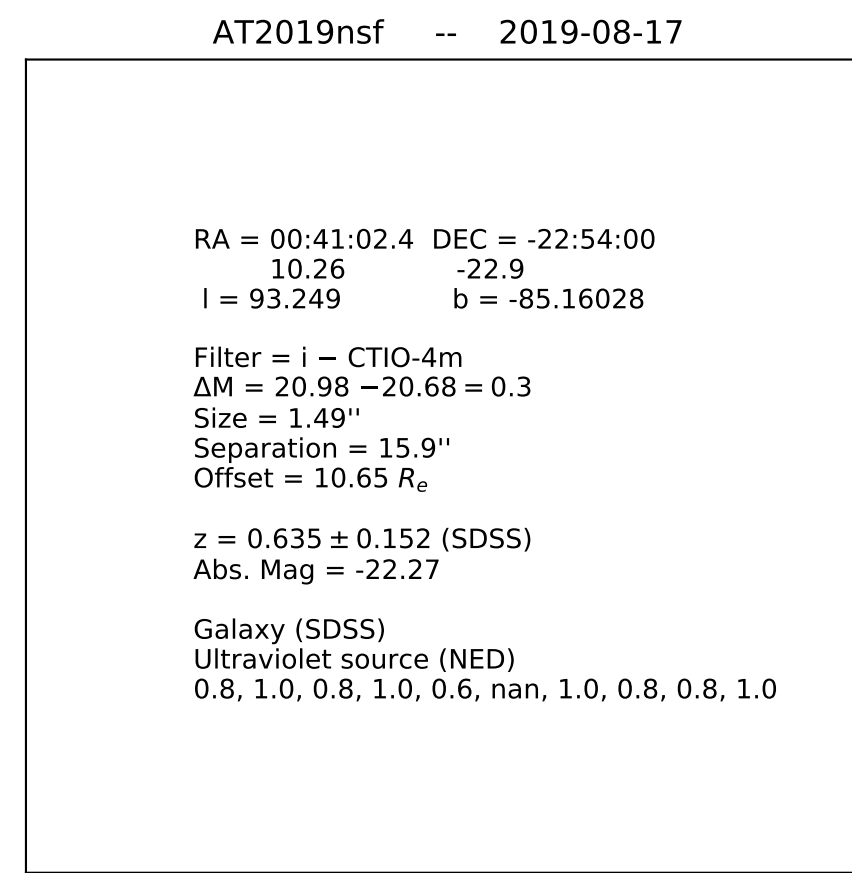 AT2019nsf -- 2019-08-17
RA = 00:41:02.4 DEC = -22:54:00
10.26 -22.9
l = 93.249 b = -85.16028
Filter = i − CTIO-4m
ΔM = 20.98 −20.68 = 0.3
Size = 1.49''
Separation = 15.9''
Offset = 10.65 Rₑ
z = 0.635 ± 0.152 (SDSS)
Abs. Mag = -22.27
Galaxy (SDSS)
Ultraviolet source (NED)
0.8, 1.0, 0.8, 1.0, 0.6, nan, 1.0, 0.8, 0.8, 1.0